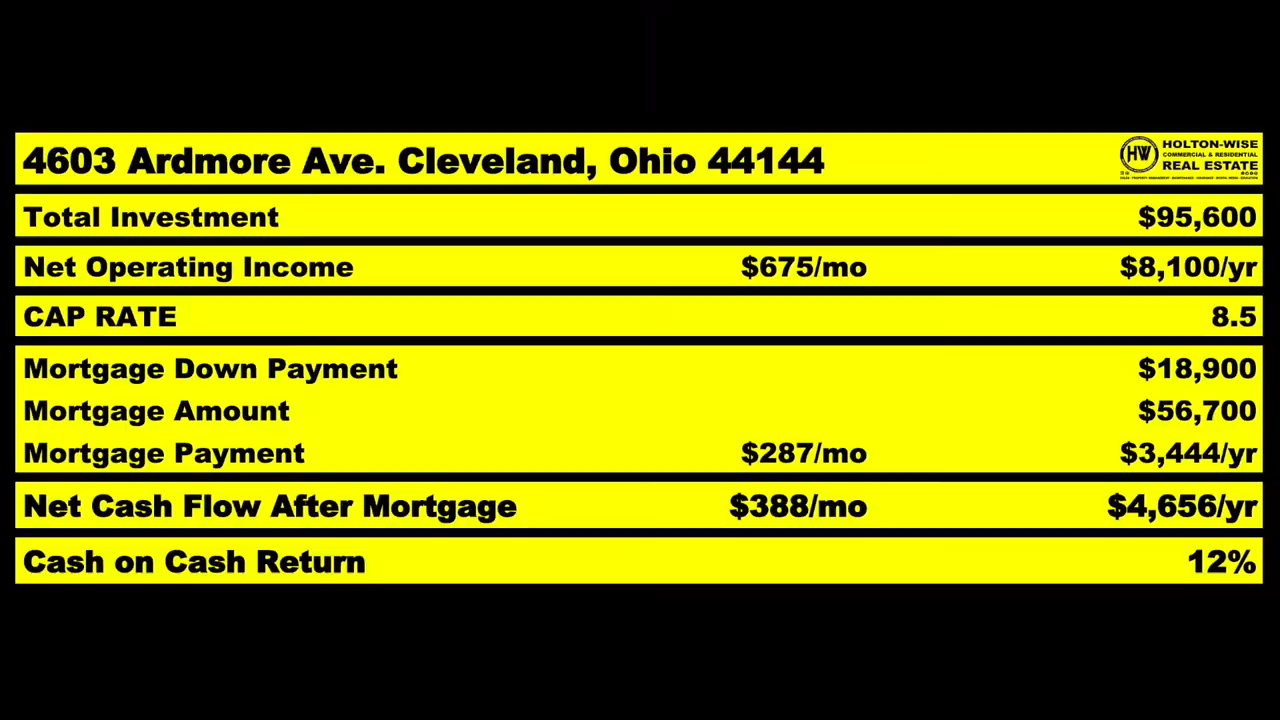 4603 Ardmore Ave. Cleveland, Ohio 44144
HW HOLTON-WISE
COMMERCIAL & RESIDENTIAL
REAL ESTATE
Total Investment $95,600
Net Operating Income $675/mo $8,100/yr
CAP RATE 8.5
Mortgage Down Payment $18,900
Mortgage Amount $56,700
Mortgage Payment $287/mo $3,444/yr
Net Cash Flow After Mortgage $388/mo $4,656/yr
Cash on Cash Return 12%